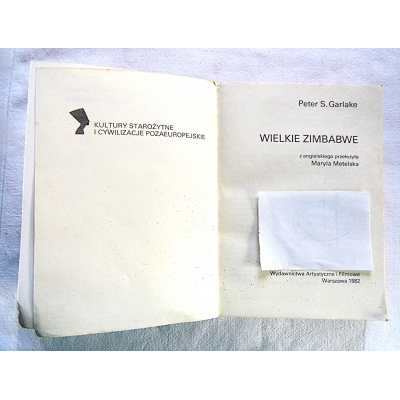 KULTURY STAROŻYTNE
I CYWILIZACJE POZAEUROPEJSKIE
Peter S. Garlake
WIELKIE ZIMBABWE
z angielskiego przełożyła
Maryla Metelska
Wydawnictwa Artystyczne i Filmowe
Warszawa 1982